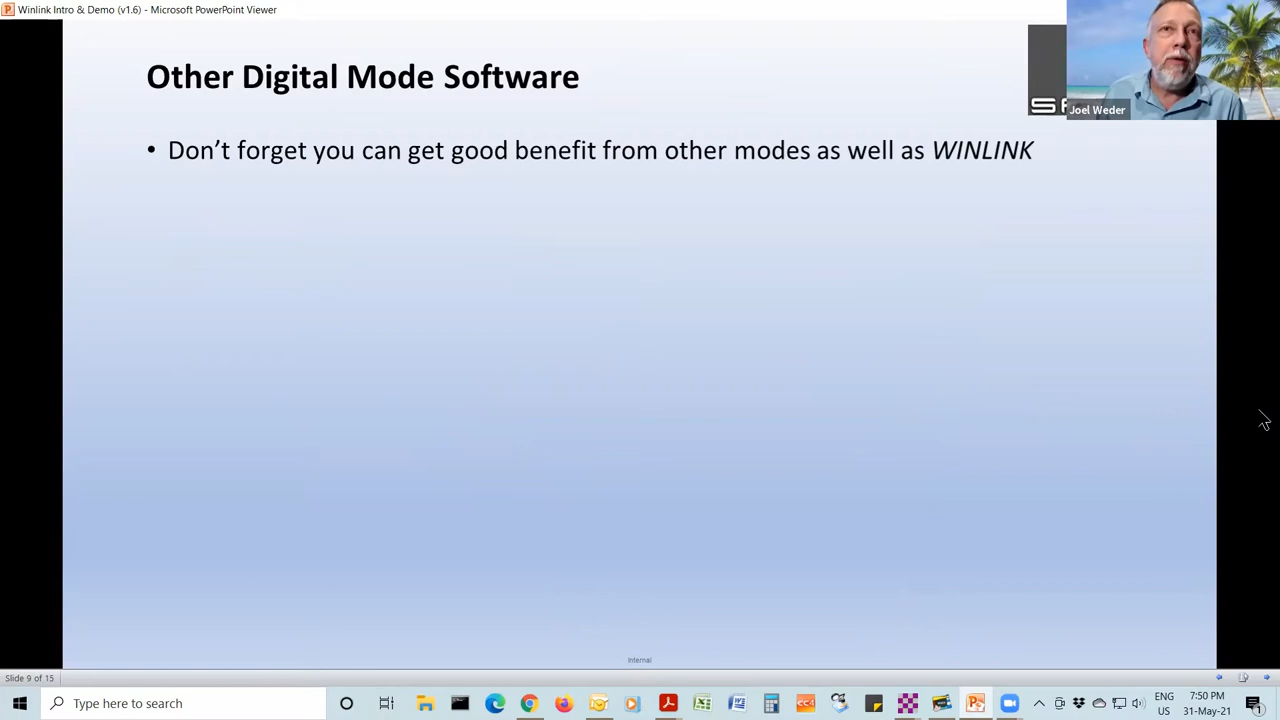 Winlink Intro & Demo (v1.6) - Microsoft PowerPoint Viewer
Other Digital Mode Software
Joel Weder
• Don't forget you can get good benefit from other modes as well as WINLINK
Internal
Slide 9 of 15
Type here to search
CC4
ENG
US
7:50 PM
31-May-21
1